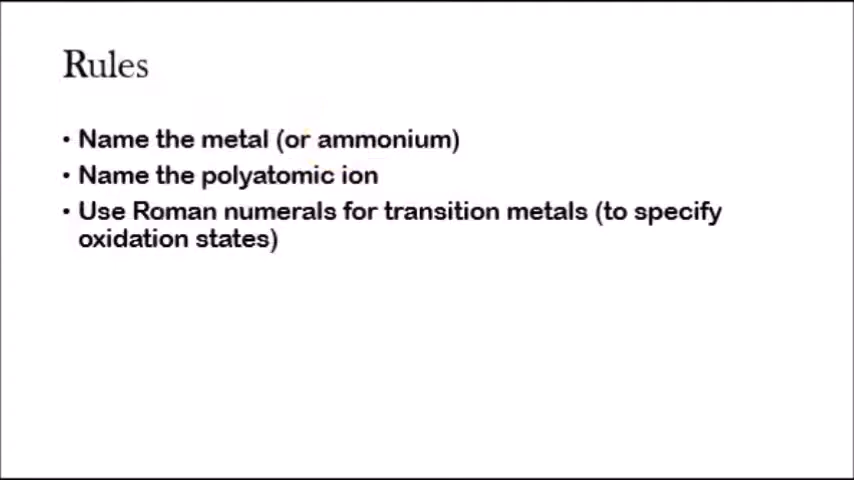 Rules
• Name the metal (or ammonium)
• Name the polyatomic ion
• Use Roman numerals for transition metals (to specify
oxidation states)